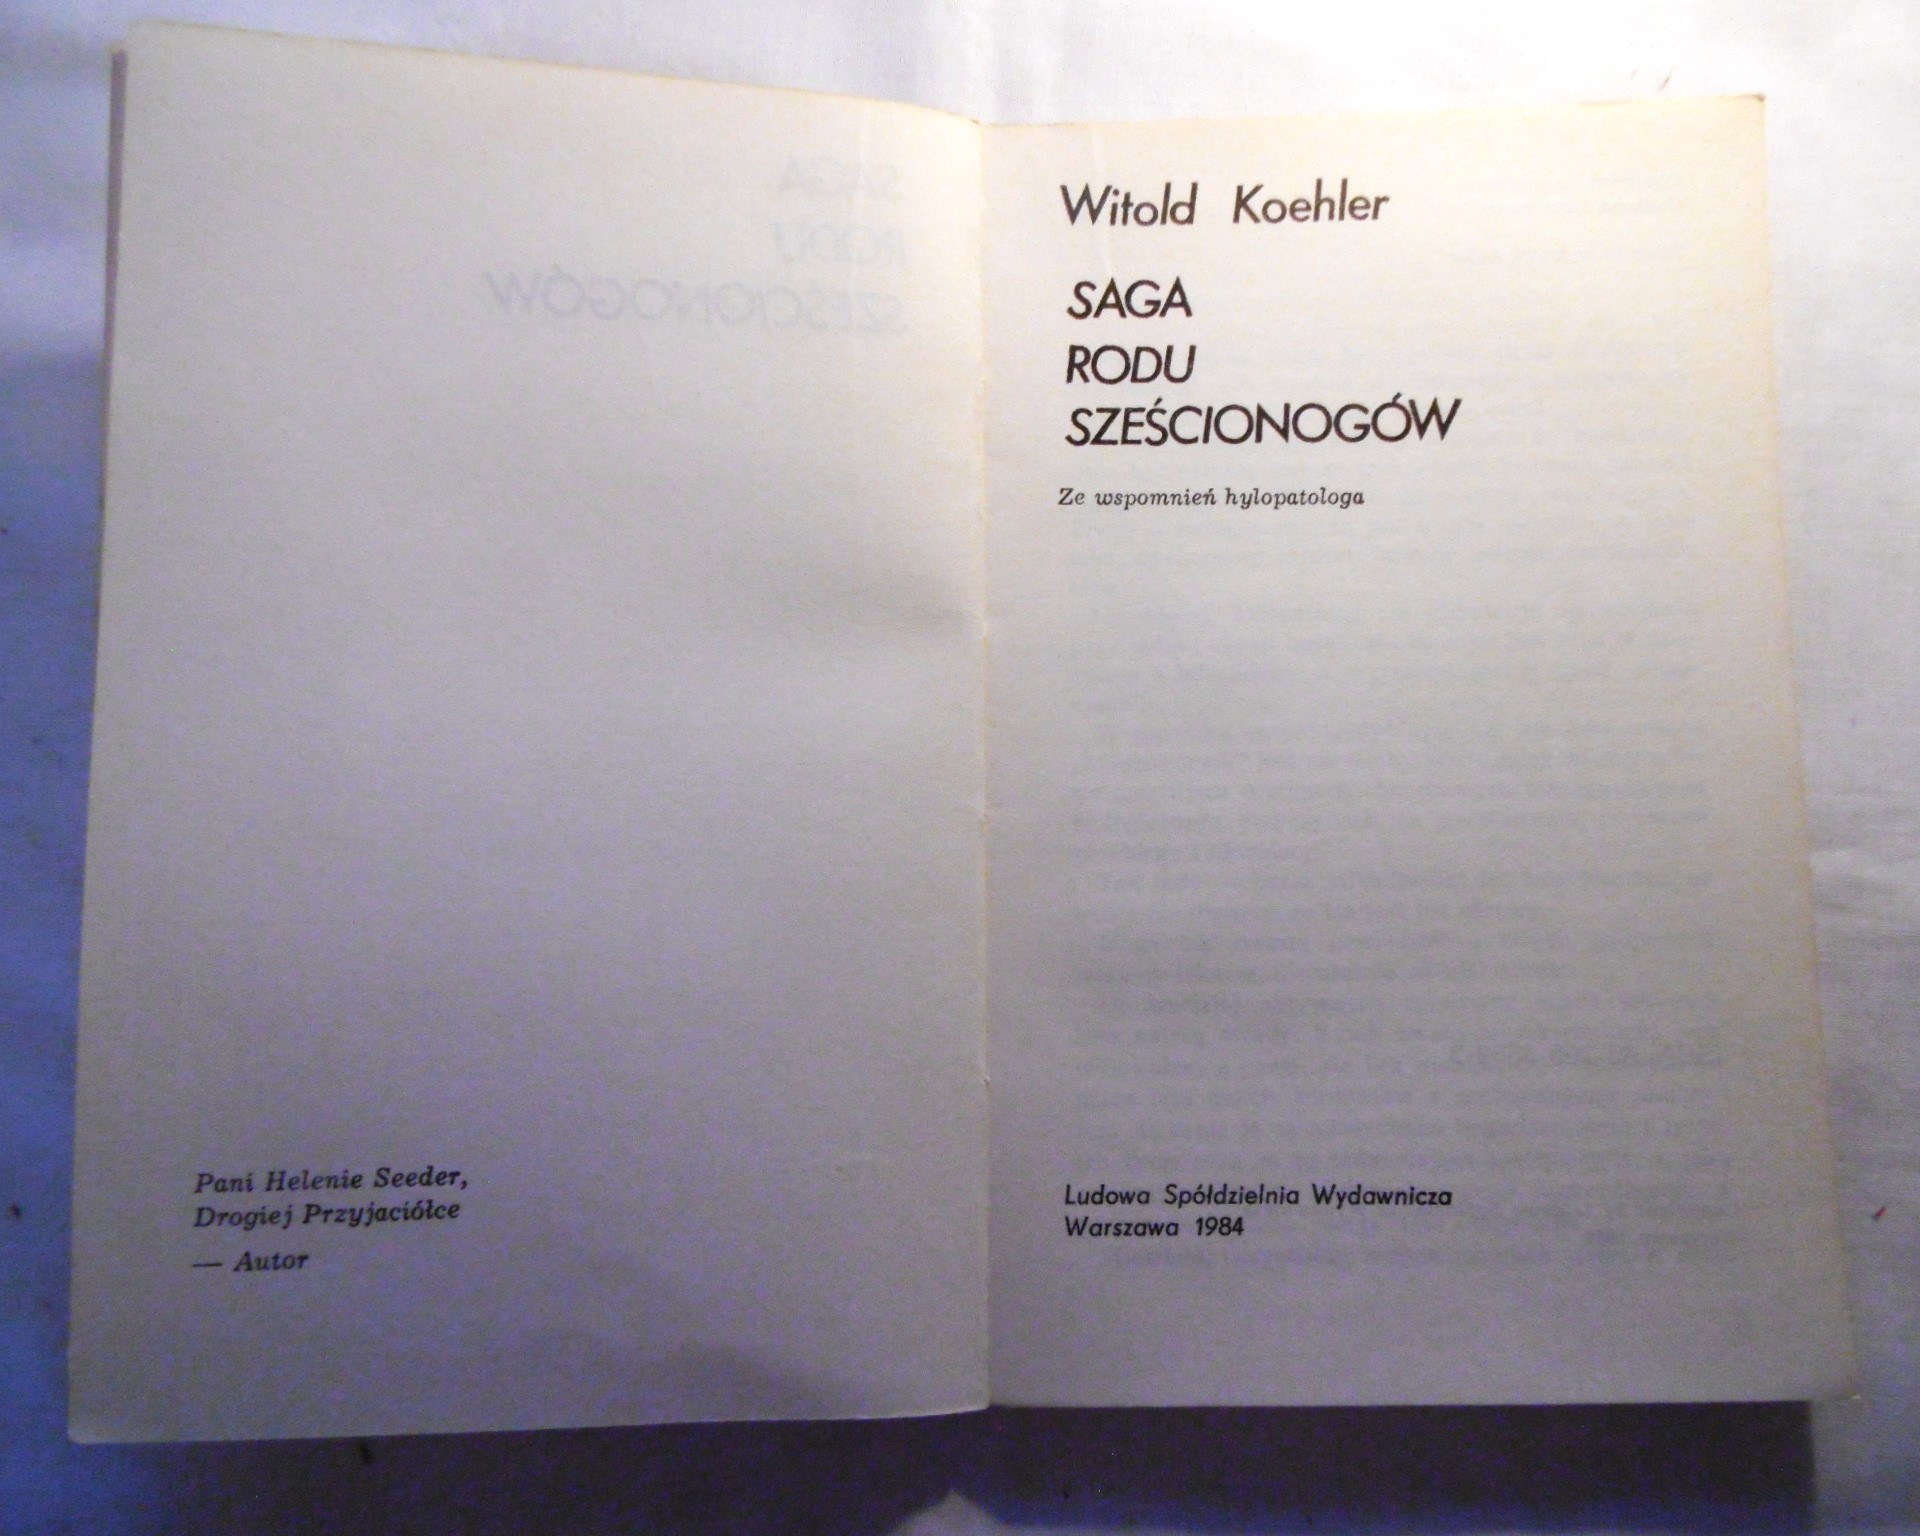 Pani Helenie Seeder,
Drogiej Przyjaciółce
— Autor
Witold Koehler
SAGA
RODU
SZEŚCIONOGÓW
Ze wspomnień hylopatologa
Ludowa Spółdzielnia Wydawnicza
Warszawa 1984